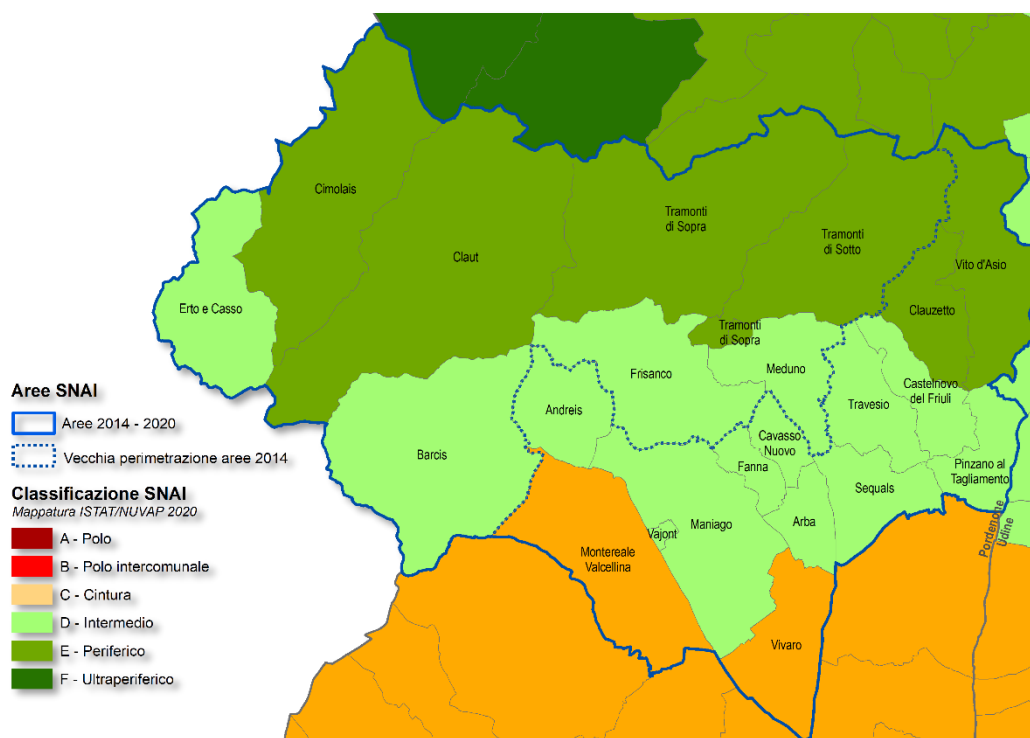 Cimolais
Tramonti
di Sopra
Tramonti
di Sotto
Claut
Vito d'Asio
Erto e Casso
Clauzetto
Tramonti
di Sopra
Frisanco
Meduno
Castelnovo
del Friuli
Andreis
Travesio
Cavasso
Nuovo
Barcis
Fanna
Pinzano al
Tagliamento
Sequals
Arba
Maniago
Vajont
Montereale
Valcellina
Vivaro
Pordenone
Udine
Aree SNAI
Aree 2014 - 2020
Vecchia perimetrazione aree 2014
Classificazione SNAI
Mappatura ISTAT/NUVAP 2020
A - Polo
B - Polo intercomunale
C - Cintura
D - Intermedio
E - Periferico
F - Ultraperiferico